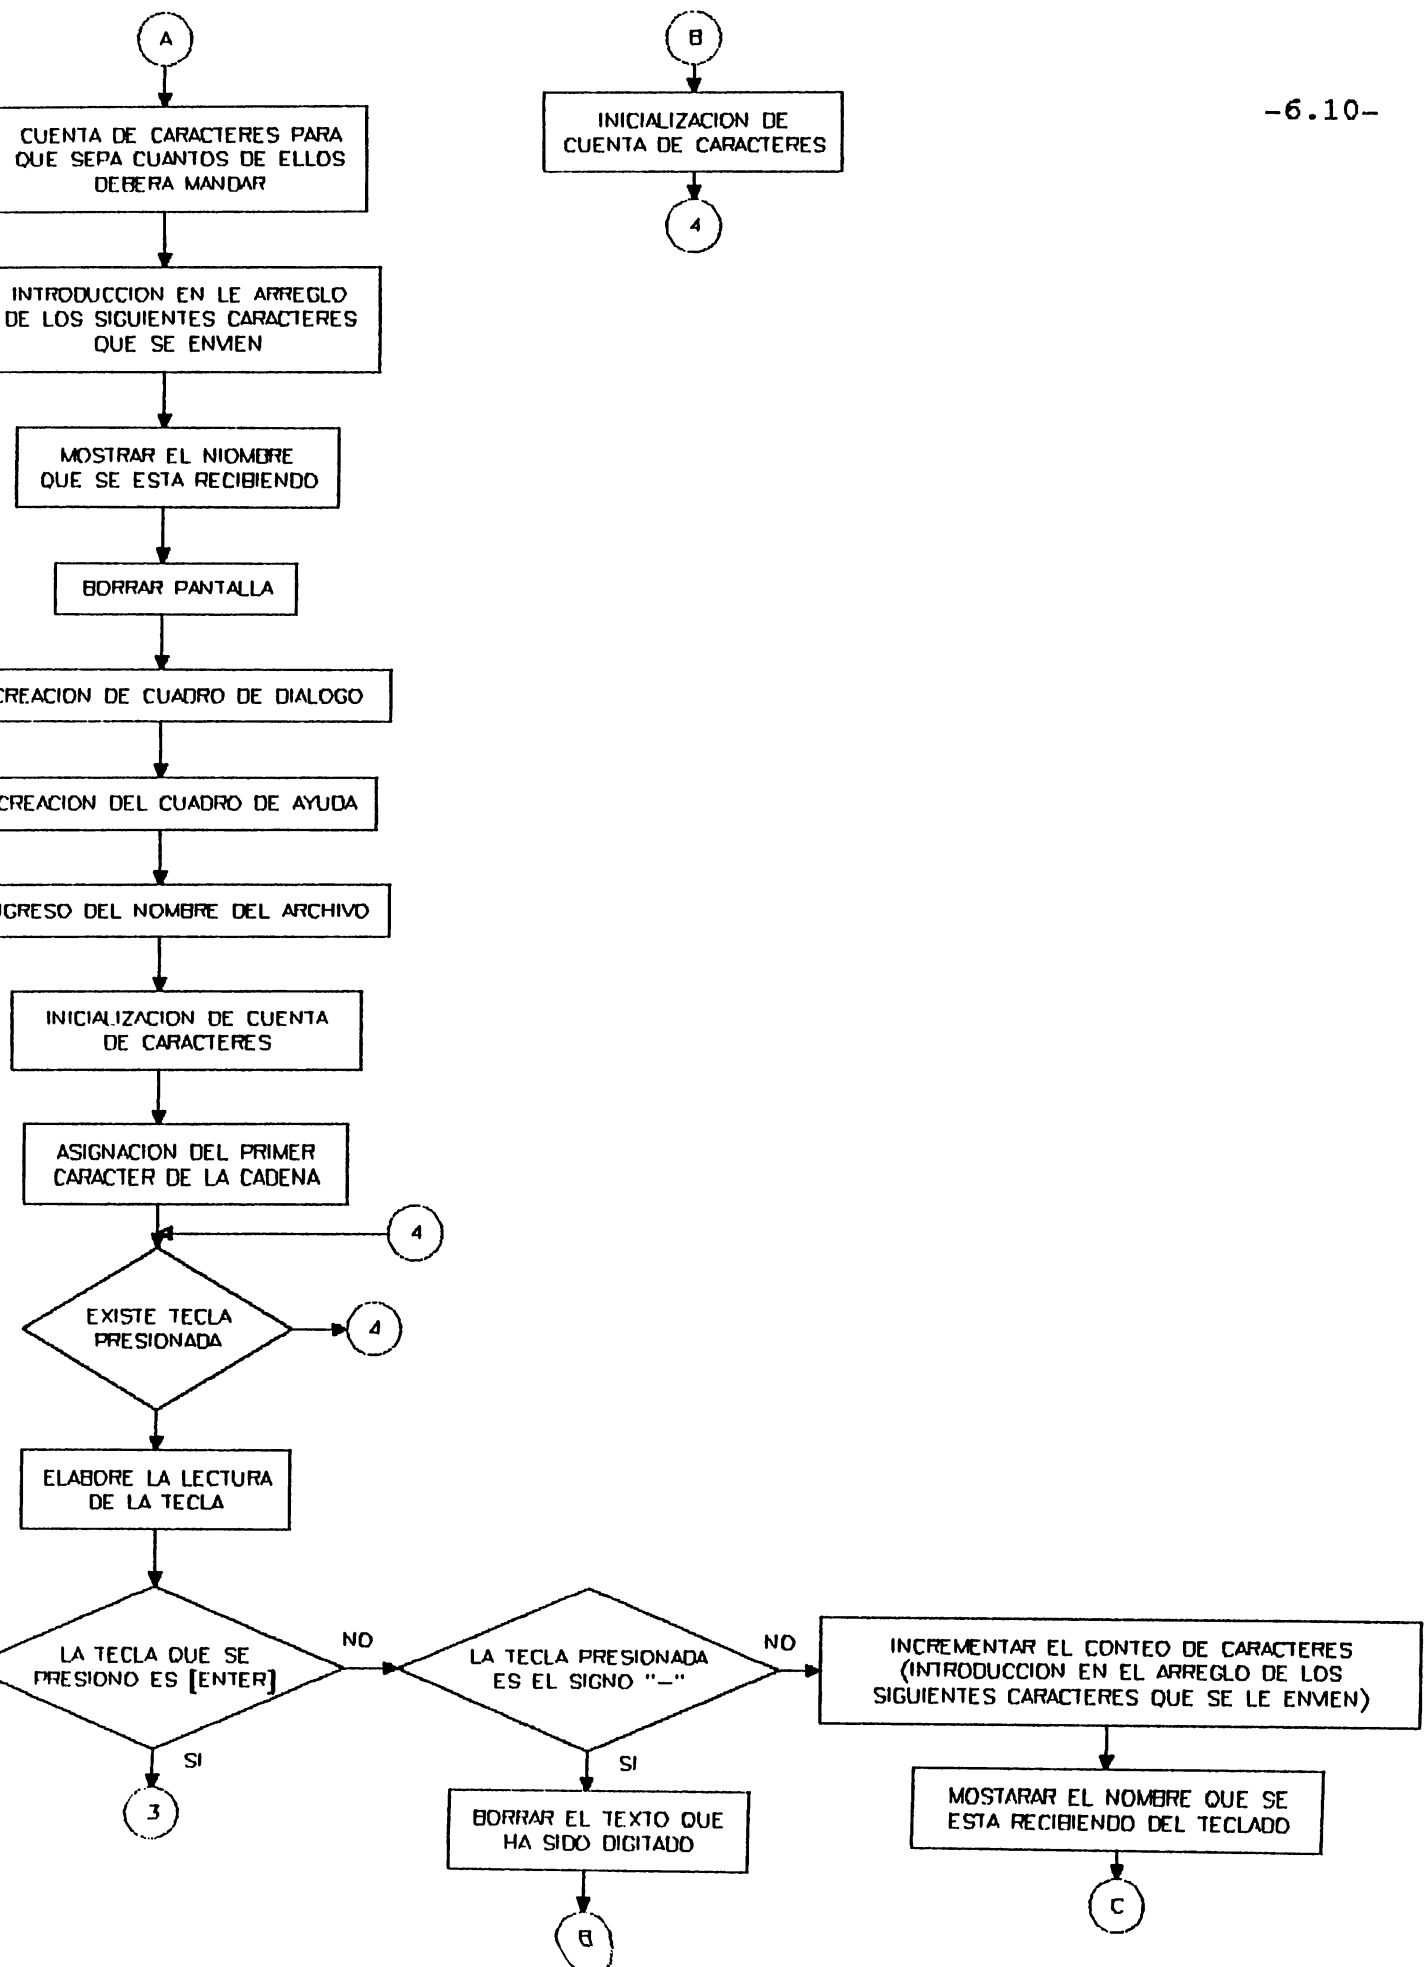 A
B
-6.10-
CUENTA DE CARACTERES PARA
QUE SEPA CUANTOS DE ELLOS
DEBERA MANDAR
INICIALIZACION DE
CUENTA DE CARACTERES
4
INTRODUCCION EN LE ARREGLO
DE LOS SIGUIENTES CARACTERES
QUE SE ENVIEN
MOSTRAR EL NIOMBRE
QUE SE ESTA RECIBIENDO
BORRAR PANTALLA
CREACION DE CUADRO DE DIALOGO
CREACION DEL CUADRO DE AYUDA
NGRESO DEL NOMBRE DEL ARCHIVO
INICIALIZACION DE CUENTA
DE CARACTERES
ASIGNACION DEL PRIMER
CARACTER DE LA CADENA
4
EXISTE TECLA
PRESIONADA
4
ELABORE LA LECTURA
DE LA TECLA
LA TECLA QUE SE
PRESIONO ES [ENTER]
NO
SI
3
LA TECLA PRESIONADA
ES EL SIGNO "-"
NO
SI
INCREMENTAR EL CONTEO DE CARACTERES
(INTRODUCCION EN EL ARREGLO DE LOS
SIGUIENTES CARACTERES QUE SE LE ENVIEN)
BORRAR EL TEXTO QUE
HA SIDO DIGITADO
B
MOSTARAR EL NOMBRE QUE SE
ESTA RECIBIENDO DEL TECLADO
C